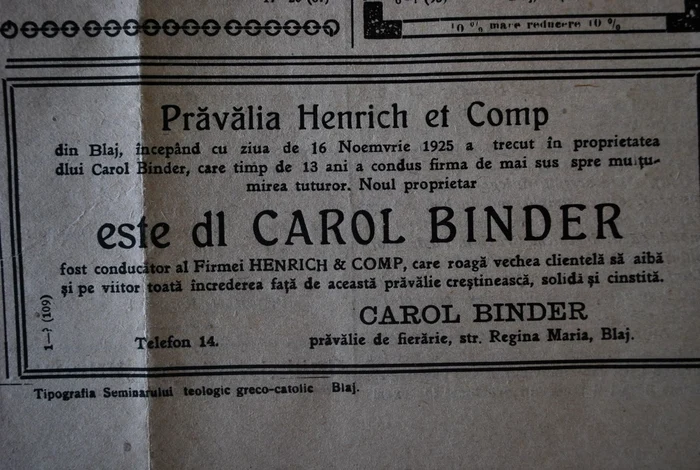 10 % mare reducere 10 %
Prăvălia Henrich et Comp
din Blaj, începând cu ziua de 16 Noemvrie 1925 a trecut în proprietatea
dlui Carol Binder, care timp de 13 ani a condus firma de mai sus spre mulțu-
mirea tuturor. Noul proprietar
este dl CAROL BINDER
fost conducător al Firmei HENRICH & COMP, care roagă vechea clientelă să aibă
și pe viitor toată încrederea față de această prăvălie creștinească, solidă și cinstită.
CAROL BINDER
Telefon 14. prăvălie de fierărie, str. Regina Maria, Blaj.
1—? (109)
Tipografia Seminarului teologic greco-catolic Blaj.